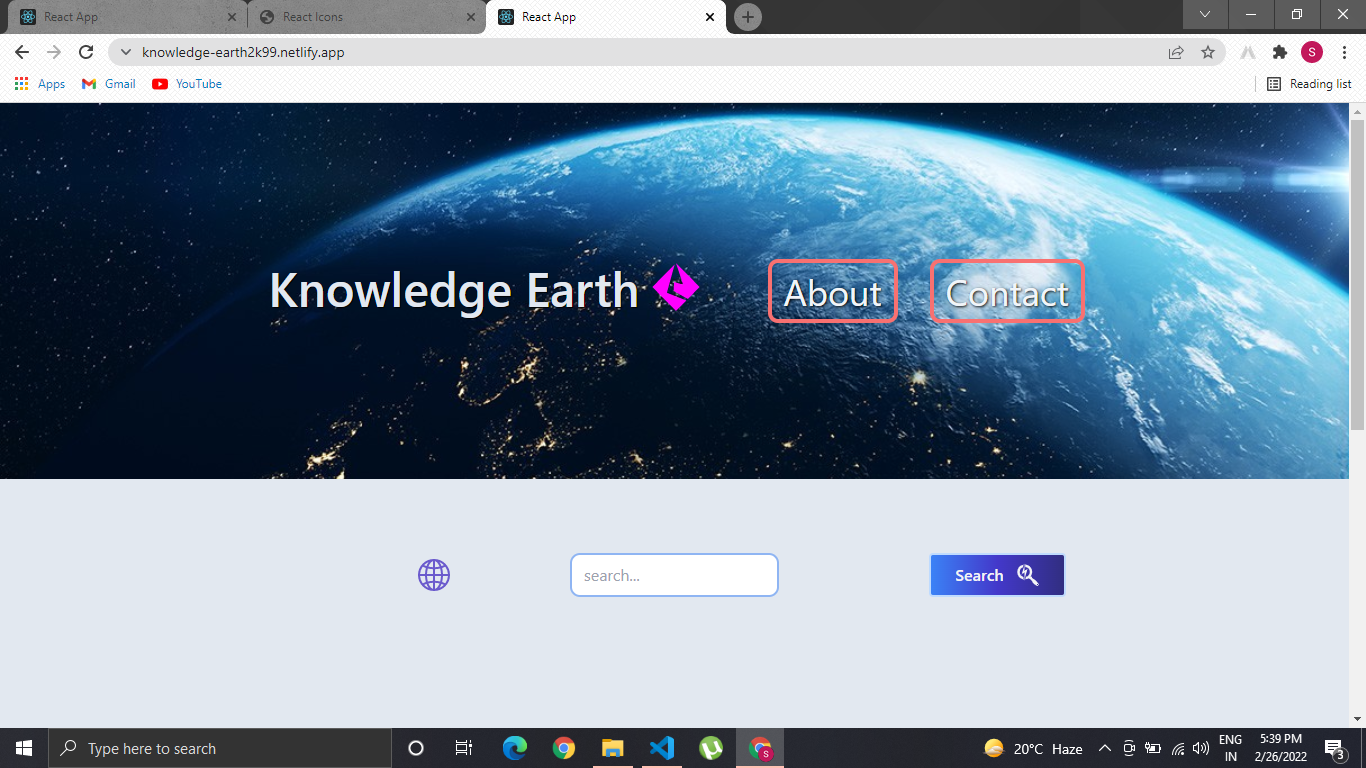 React App
React Icons
React App
knowledge-earth2k99.netlify.app
S
Apps
Gmail
YouTube
Reading list
Knowledge Earth
About
Contact
search...
Search
Type here to search
S
20°C Haze
ENG
IN
5:39 PM
2/26/2022
3